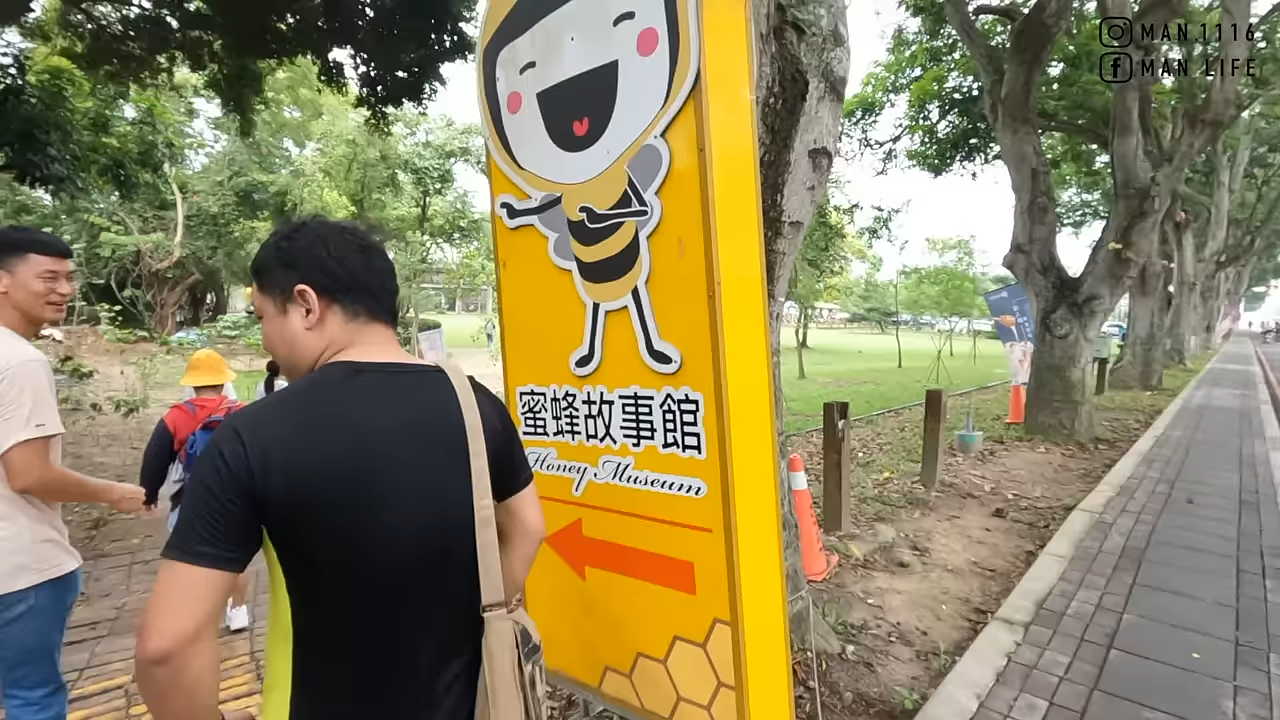 MAN.1116
MAN LIFE
蜜蜂故事館
Honey Museum